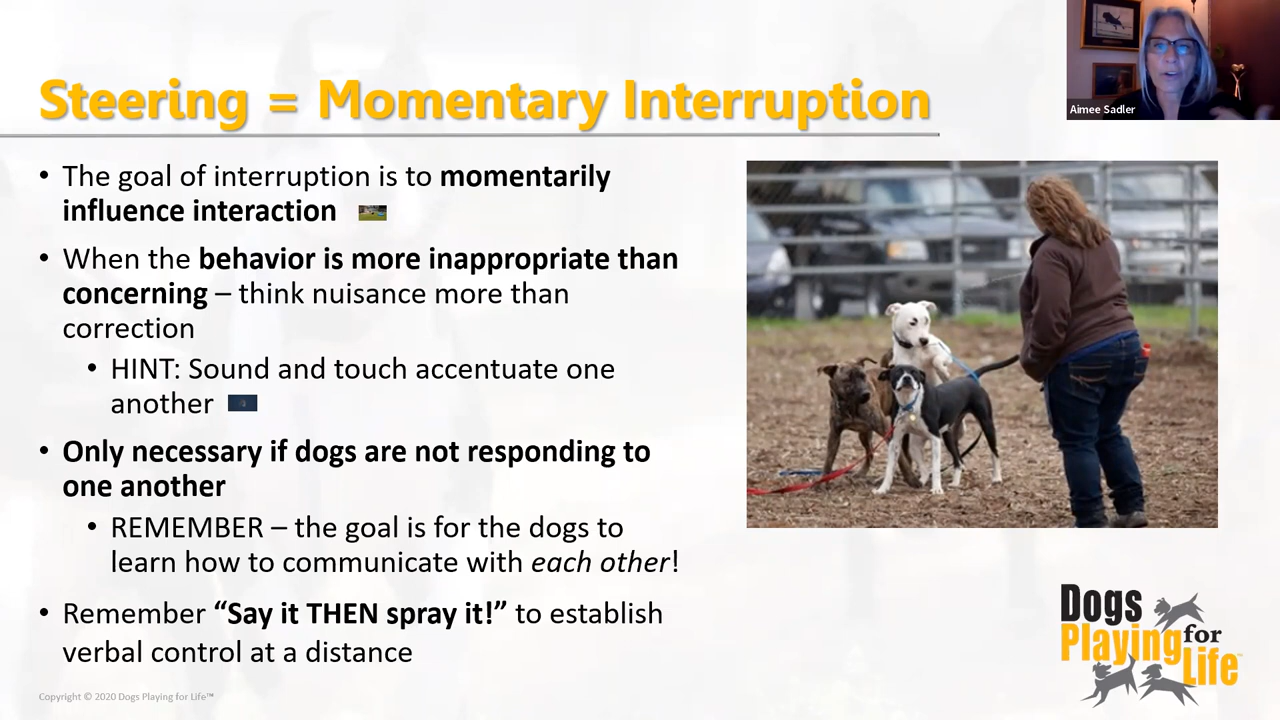 Steering = Momentary Interruption
Aimee Sadler
• The goal of interruption is to momentarily
influence interaction
• When the behavior is more inappropriate than
concerning – think nuisance more than
correction
• HINT: Sound and touch accentuate one
another
• Only necessary if dogs are not responding to
one another
• REMEMBER – the goal is for the dogs to
learn how to communicate with each other!
• Remember “Say it THEN spray it!” to establish
verbal control at a distance
Dogs
Playing for
Life™
Copyright © 2020 Dogs Playing for Life™